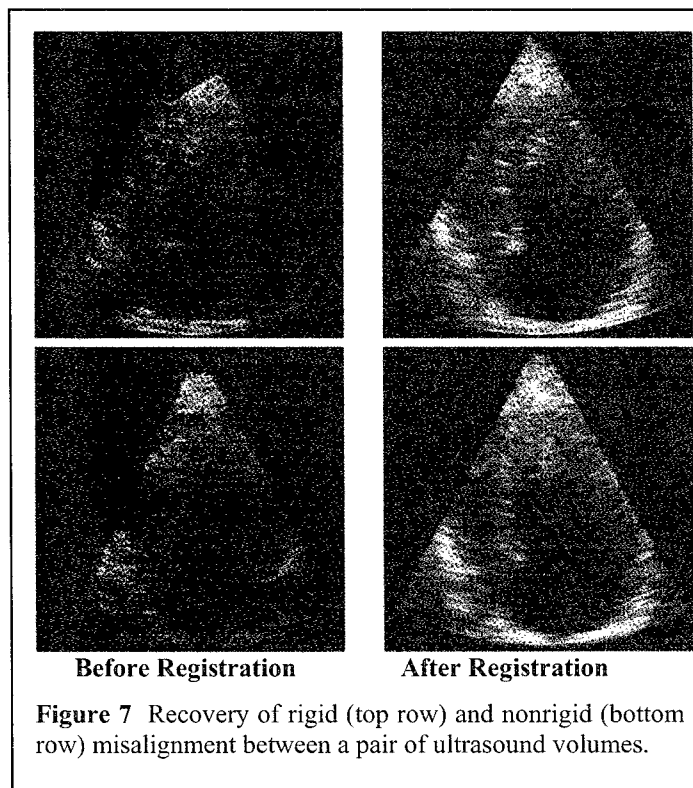 Before Registration After Registration
Figure 7 Recovery of rigid (top row) and nonrigid (bottom
row) misalignment between a pair of ultrasound volumes.